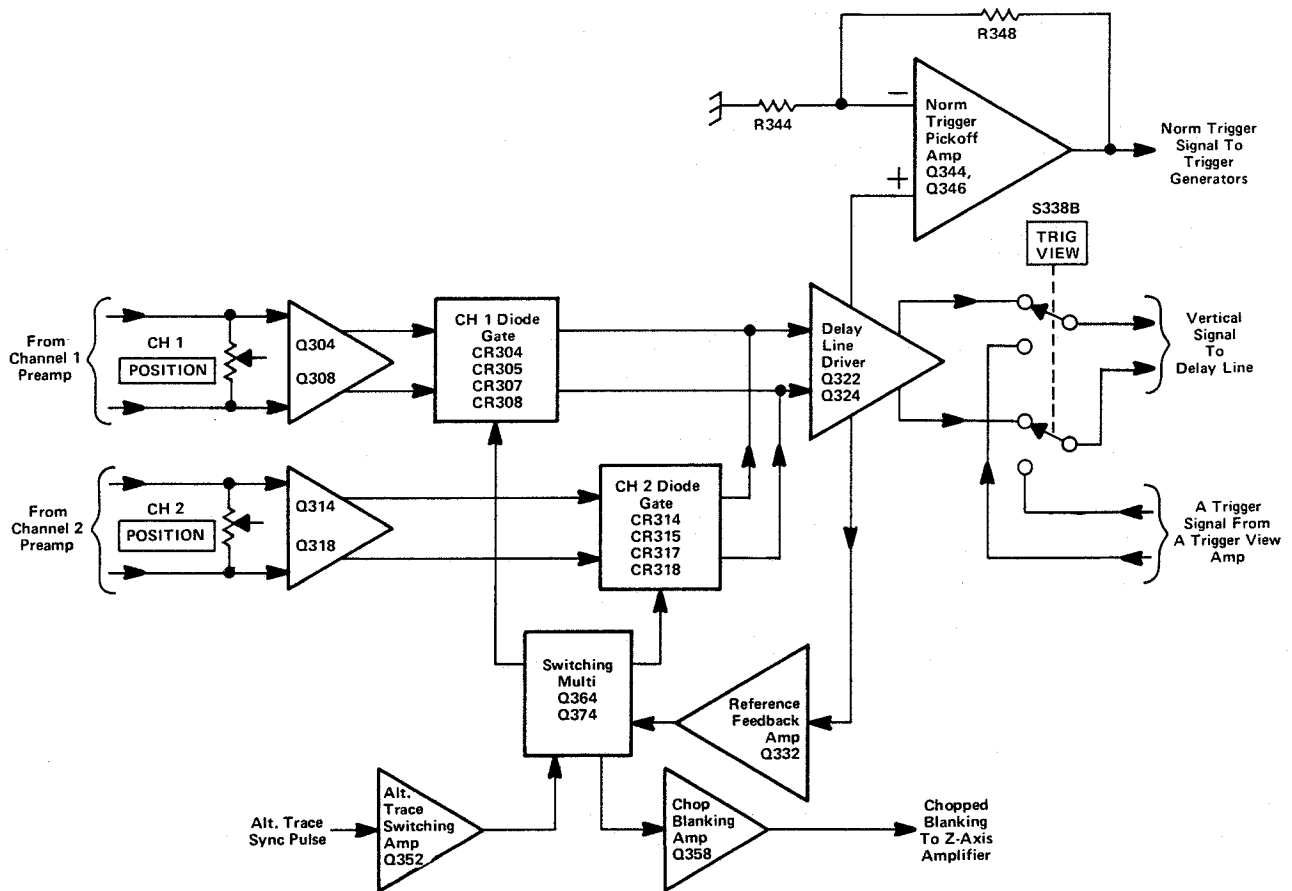 R348
R344
−
+
Norm
Trigger
Pickoff
Amp
Q344,
Q346
Norm Trigger
Signal To
Trigger
Generators
S338B
TRIG
VIEW
From
Channel 1
Preamp
CH 1
POSITION
Q304
Q308
CH 1 Diode
Gate
CR304
CR305
CR307
CR308
Delay
Line
Driver
Q322
Q324
Vertical
Signal
To
Delay Line
From
Channel 2
Preamp
CH 2
POSITION
Q314
Q318
CH 2 Diode
Gate
CR314
CR315
CR317
CR318
A Trigger
Signal From
A Trigger View
Amp
Switching
Multi
Q364
Q374
Reference
Feedback
Amp
Q332
Alt. Trace
Sync Pulse
Alt.
Trace
Switching
Amp
Q352
Chop
Blanking
Amp
Q358
Chopped
Blanking
To Z-Axis
Amplifier